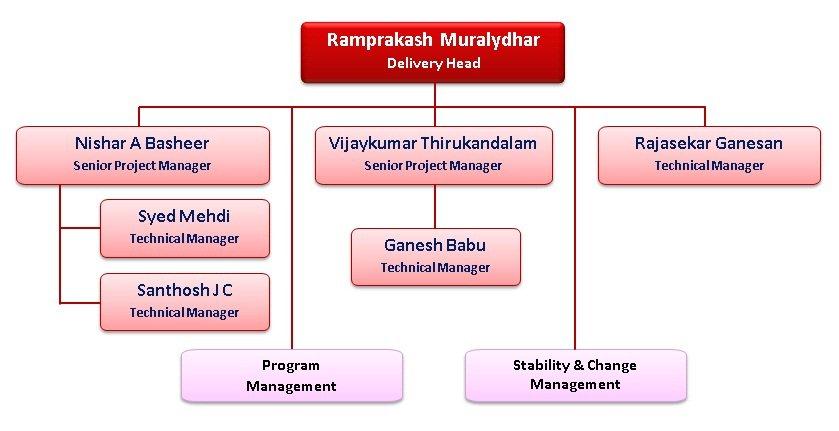 Ramprakash Muralydhar
Delivery Head
Nishar A Basheer
Senior Project Manager
Vijaykumar Thirukandalam
Senior Project Manager
Rajasekar Ganesan
Technical Manager
Syed Mehdi
Technical Manager
Ganesh Babu
Technical Manager
Santhosh J C
Technical Manager
Program
Management
Stability & Change
Management